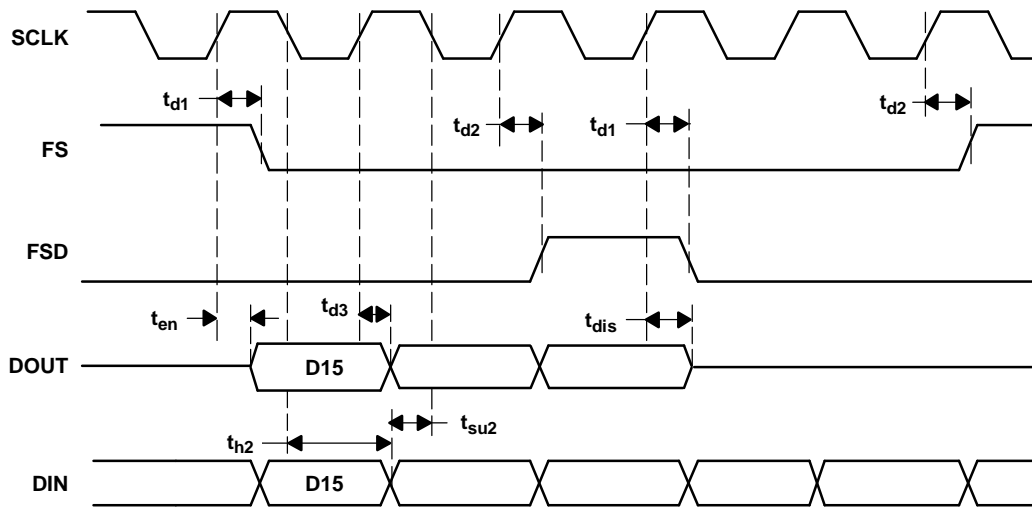 SCLK
t_d1
t_d2
t_d2
t_d1
FS
FSD
t_en
t_d3
t_dis
DOUT
D15
t_su2
t_h2
DIN
D15